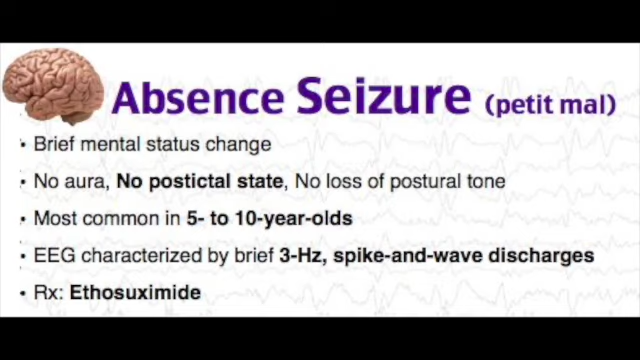 Absence Seizure (petit mal)
• Brief mental status change
• No aura, No postictal state, No loss of postural tone
• Most common in 5- to 10-year-olds
• EEG characterized by brief 3-Hz, spike-and-wave discharges
• Rx: Ethosuximide